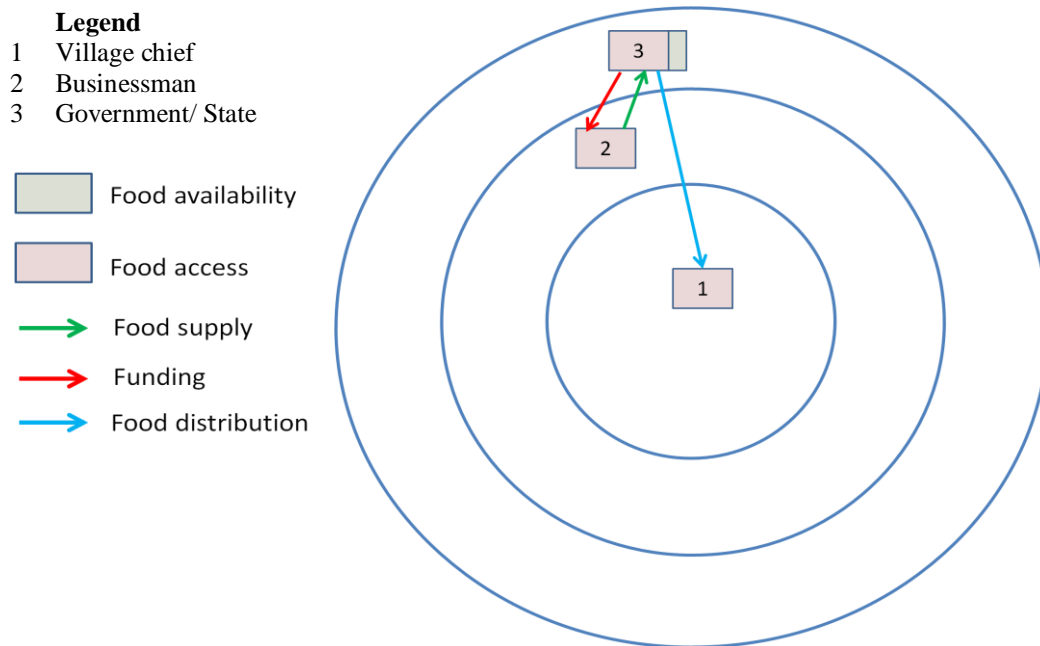 Legend
1 Village chief
2 Businessman
3 Government/ State
Food availability
Food access
Food supply
Funding
Food distribution
3
2
1